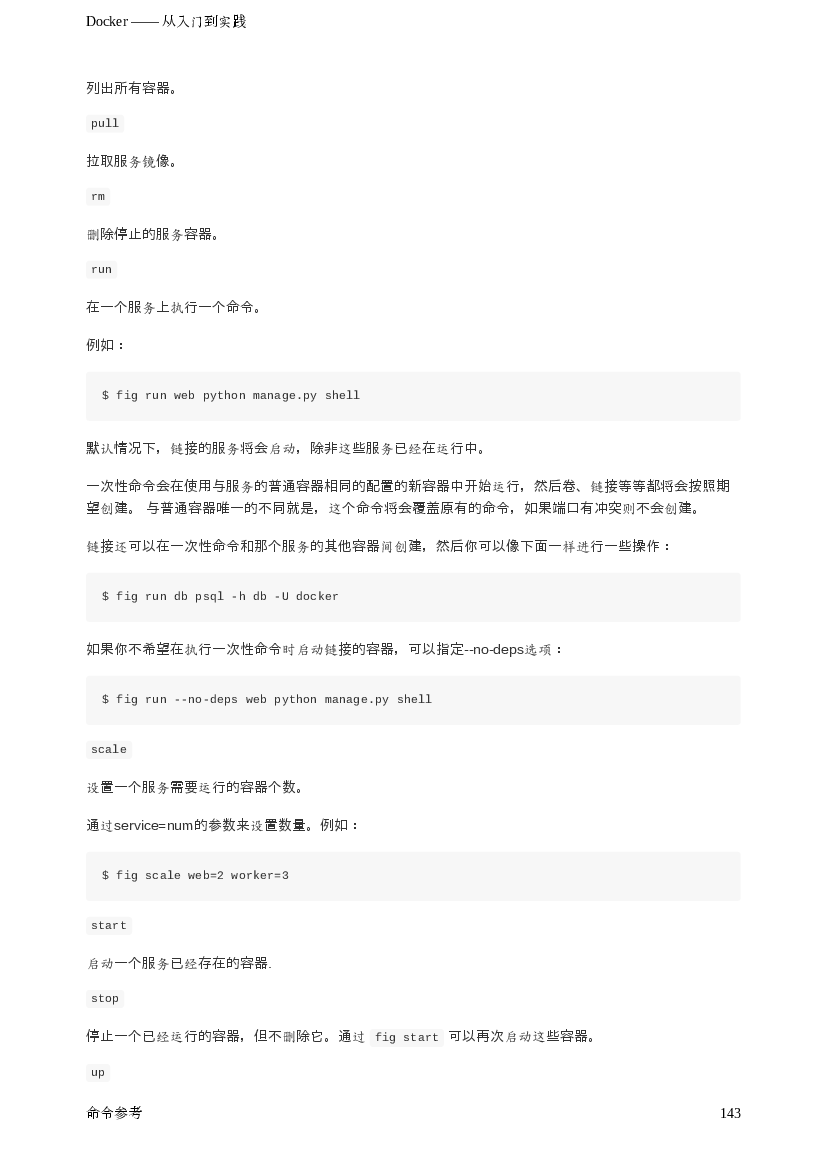 Docker —— 从入门到实践
列出所有容器。
pull
拉取服务镜像。
rm
删除停止的服务容器。
run
在一个服务上执行一个命令。
例如：
$ fig run web python manage.py shell
默认情况下，链接的服务将会启动，除非这些服务已经在运行中。
一次性命令会在使用与服务的普通容器相同的配置的新容器中开始运行，然后卷、链接等等都将会按照期
望创建。 与普通容器唯一的不同就是，这个命令将会覆盖原有的命令，如果端口有冲突则不会创建。
链接还可以在一次性命令和那个服务的其他容器间创建，然后你可以像下面一样进行一些操作：
$ fig run db psql -h db -U docker
如果你不希望在执行一次性命令时启动链接的容器，可以指定--no-deps选项：
$ fig run --no-deps web python manage.py shell
scale
设置一个服务需要运行的容器个数。
通过service=num的参数来设置数量。例如：
$ fig scale web=2 worker=3
start
启动一个服务已经存在的容器.
stop
停止一个已经运行的容器，但不删除它。通过 fig start 可以再次启动这些容器。
up
命令参考 143